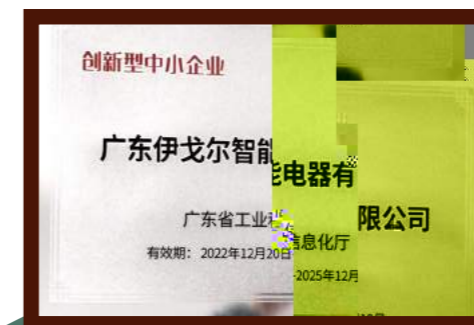 创新型中小企业
广东伊戈尔智能电器有限公司
广东省工业和信息化厅
有效期：2022年12月20日-2025年12月